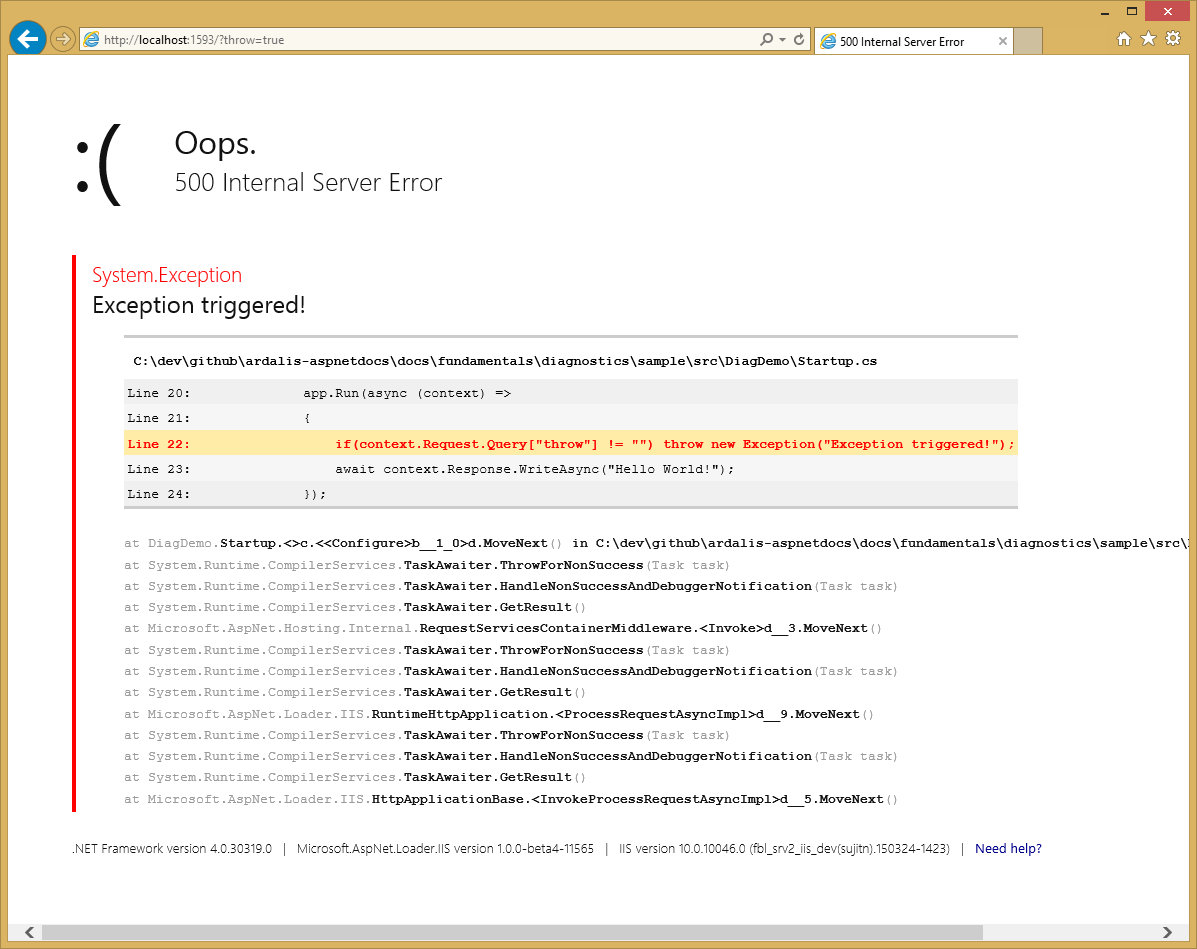 http://localhost:1593/?throw=true
500 Internal Server Error
:(
Oops.
500 Internal Server Error
System.Exception
Exception triggered!
C:\dev\github\ardalis-aspnetdocs\docs\fundamentals\diagnostics\sample\src\DiagDemo\Startup.cs
Line 20: app.Run(async (context) =>
Line 21: {
Line 22: if(context.Request.Query["throw"] != "") throw new Exception("Exception triggered!");
Line 23: await context.Response.WriteAsync("Hello World!");
Line 24: });
at DiagDemo.Startup.<>c.<<Configure>b__1_0>d.MoveNext() in C:\dev\github\ardalis-aspnetdocs\docs\fundamentals\diagnostics\sample\src\
at System.Runtime.CompilerServices.TaskAwaiter.ThrowForNonSuccess(Task task)
at System.Runtime.CompilerServices.TaskAwaiter.HandleNonSuccessAndDebuggerNotification(Task task)
at System.Runtime.CompilerServices.TaskAwaiter.GetResult()
at Microsoft.AspNet.Hosting.Internal.RequestServicesContainerMiddleware.<Invoke>d__3.MoveNext()
at System.Runtime.CompilerServices.TaskAwaiter.ThrowForNonSuccess(Task task)
at System.Runtime.CompilerServices.TaskAwaiter.HandleNonSuccessAndDebuggerNotification(Task task)
at System.Runtime.CompilerServices.TaskAwaiter.GetResult()
at Microsoft.AspNet.Loader.IIS.RuntimeHttpApplication.<ProcessRequestAsyncImpl>d__9.MoveNext()
at System.Runtime.CompilerServices.TaskAwaiter.ThrowForNonSuccess(Task task)
at System.Runtime.CompilerServices.TaskAwaiter.HandleNonSuccessAndDebuggerNotification(Task task)
at System.Runtime.CompilerServices.TaskAwaiter.GetResult()
at Microsoft.AspNet.Loader.IIS.HttpApplicationBase.<InvokeProcessRequestAsyncImpl>d__5.MoveNext()
.NET Framework version 4.0.30319.0 | Microsoft.AspNet.Loader.IIS version 1.0.0-beta4-11565 | IIS version 10.0.10046.0 (fbl_srv2_iis_dev(sujitn).150324-1423) | Need help?